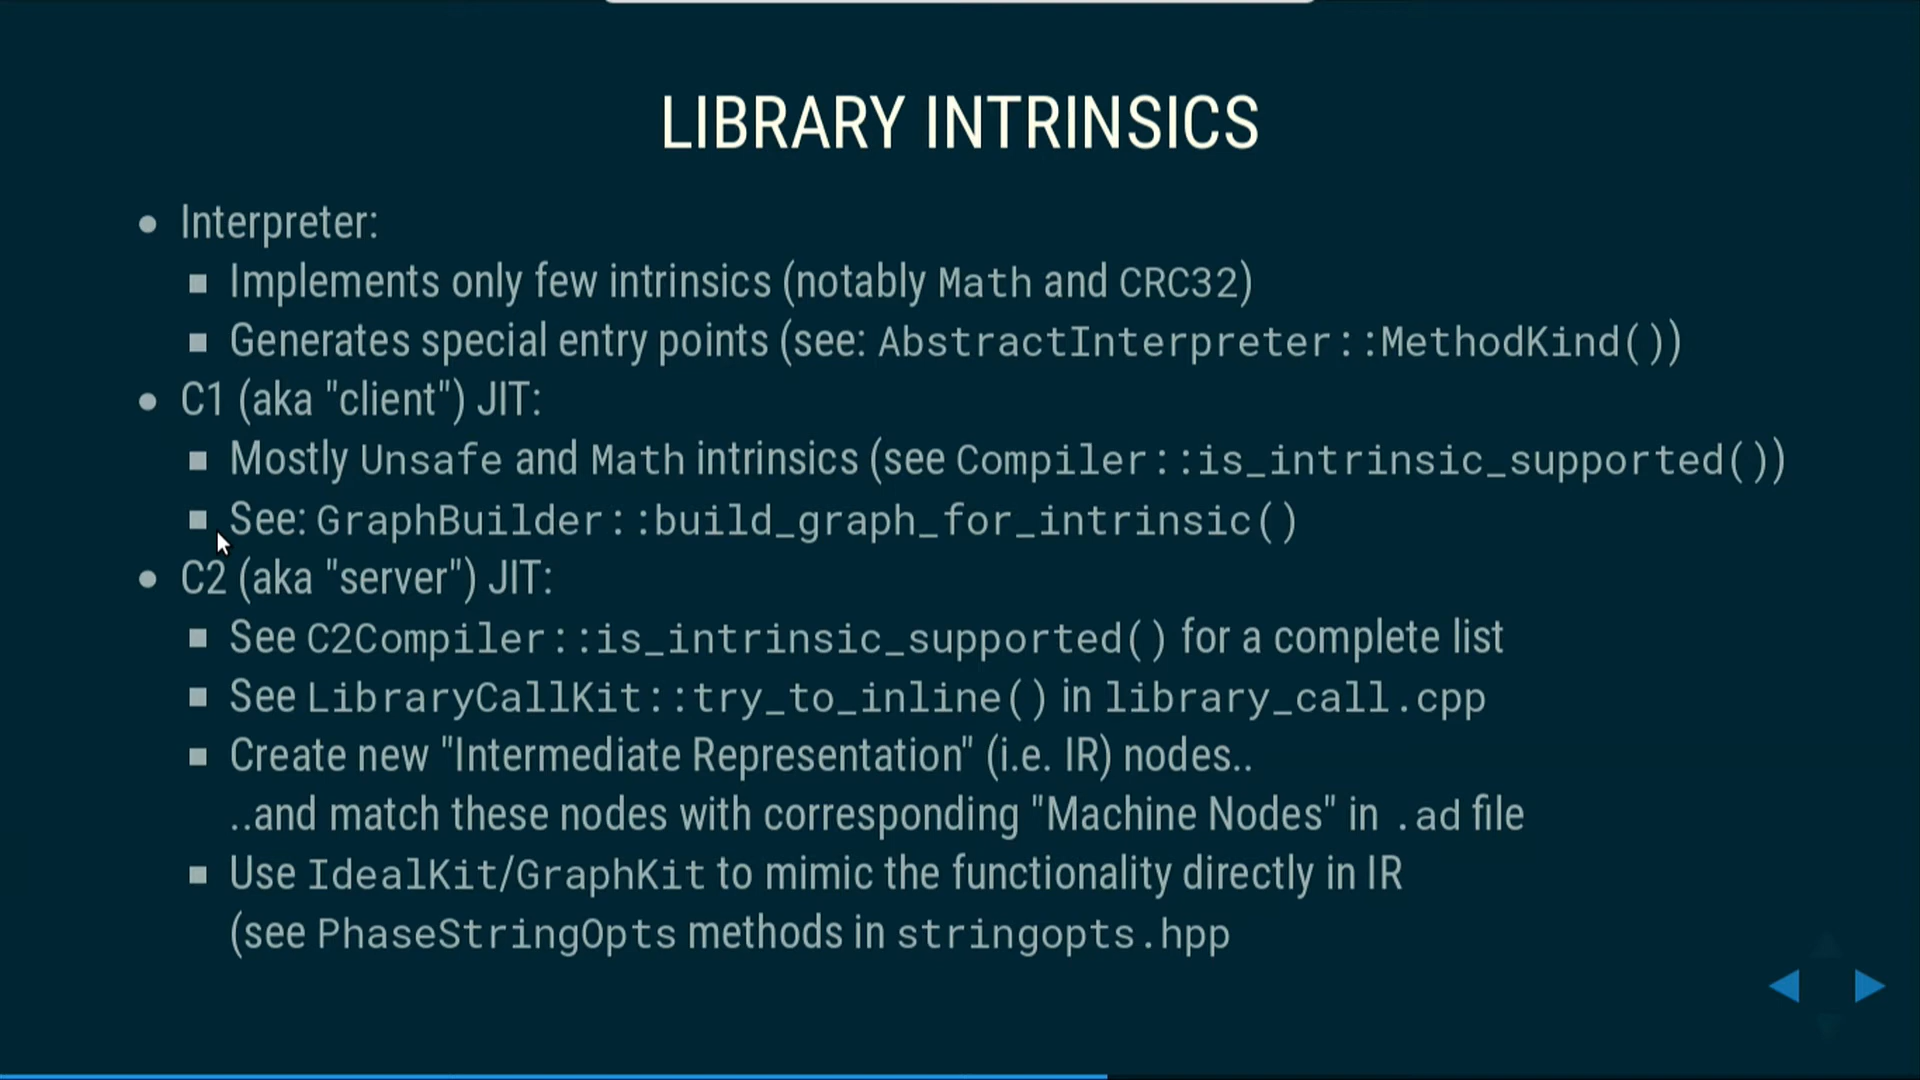 LIBRARY INTRINSICS
Interpreter:
Implements only few intrinsics (notably Math and CRC32)
Generates special entry points (see: AbstractInterpreter::MethodKind())
C1 (aka "client") JIT:
Mostly Unsafe and Math intrinsics (see Compiler::is_intrinsic_supported())
See: GraphBuilder::build_graph_for_intrinsic()
C2 (aka "server") JIT:
See C2Compiler::is_intrinsic_supported() for a complete list
See LibraryCallKit::try_to_inline() in library_call.cpp
Create new "Intermediate Representation" (i.e. IR) nodes..
..and match these nodes with corresponding "Machine Nodes" in .ad file
Use IdealKit/GraphKit to mimic the functionality directly in IR
(see PhaseStringOpts methods in stringopts.hpp